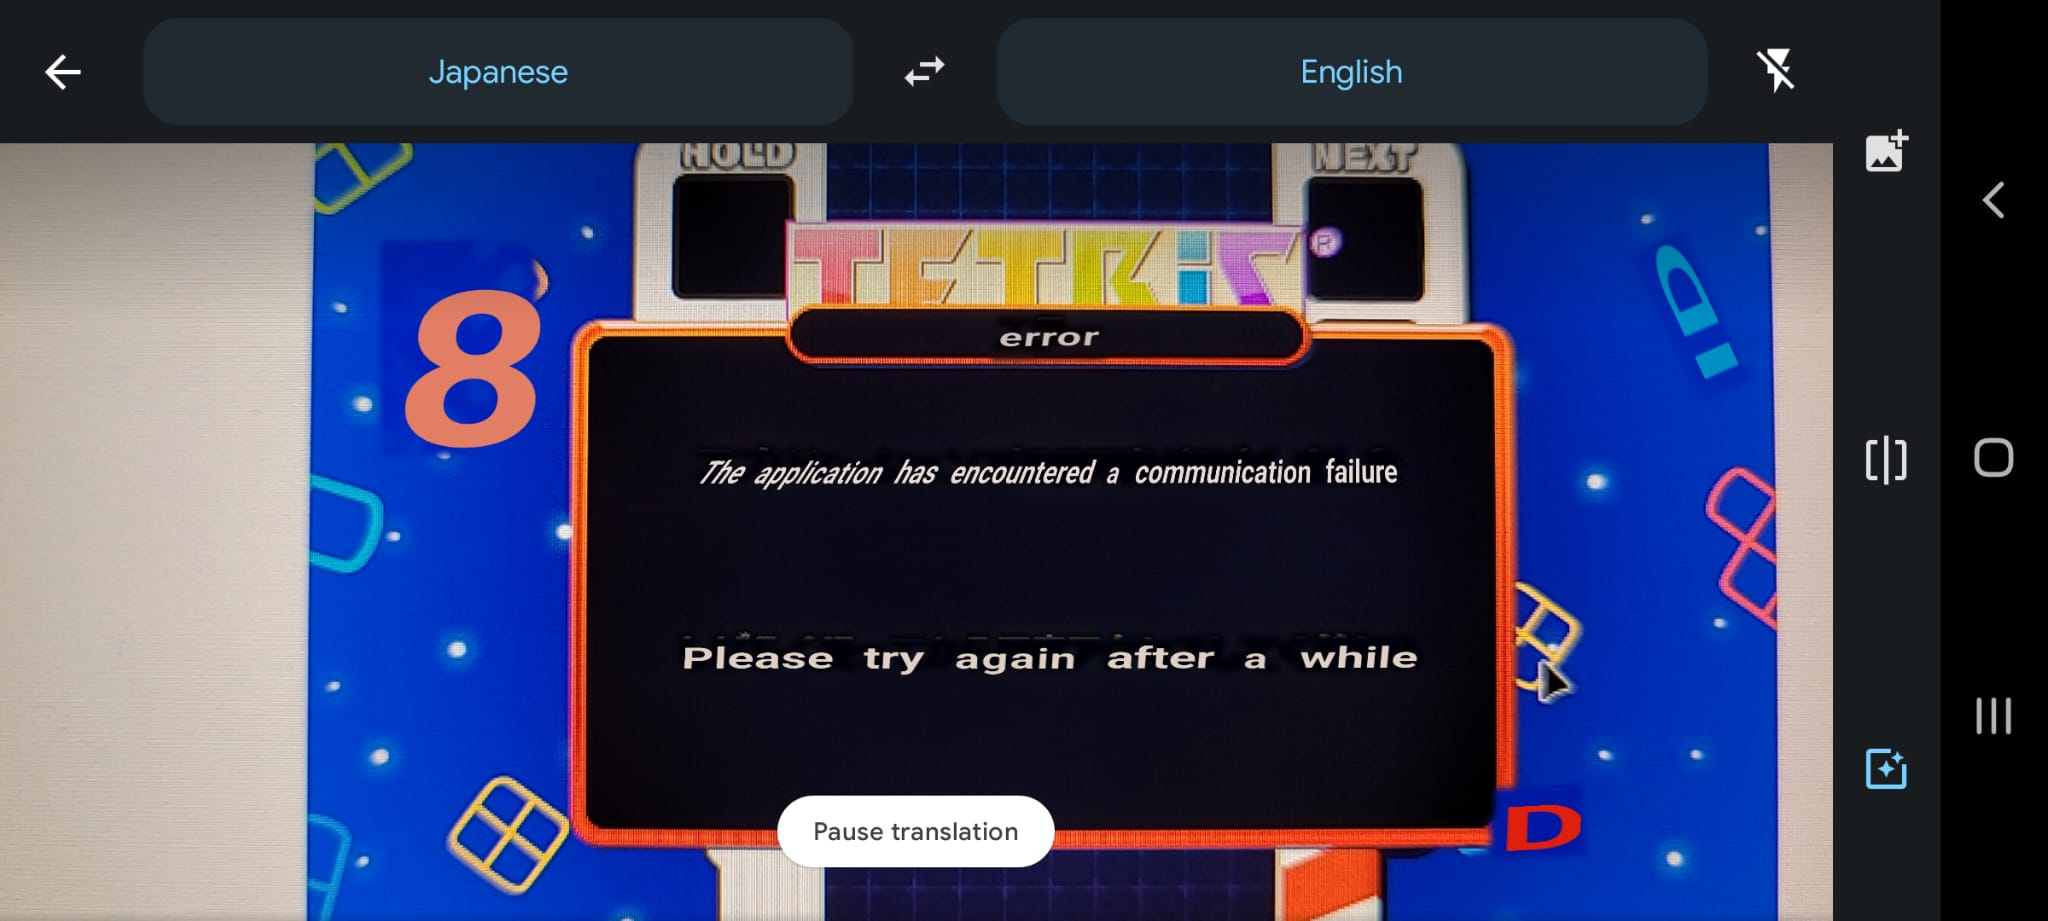 Japanese
English
HOLD
NEXT
TETRiS®
8
error
The application has encountered a communication failure
Please try again after a while
Pause translation
D